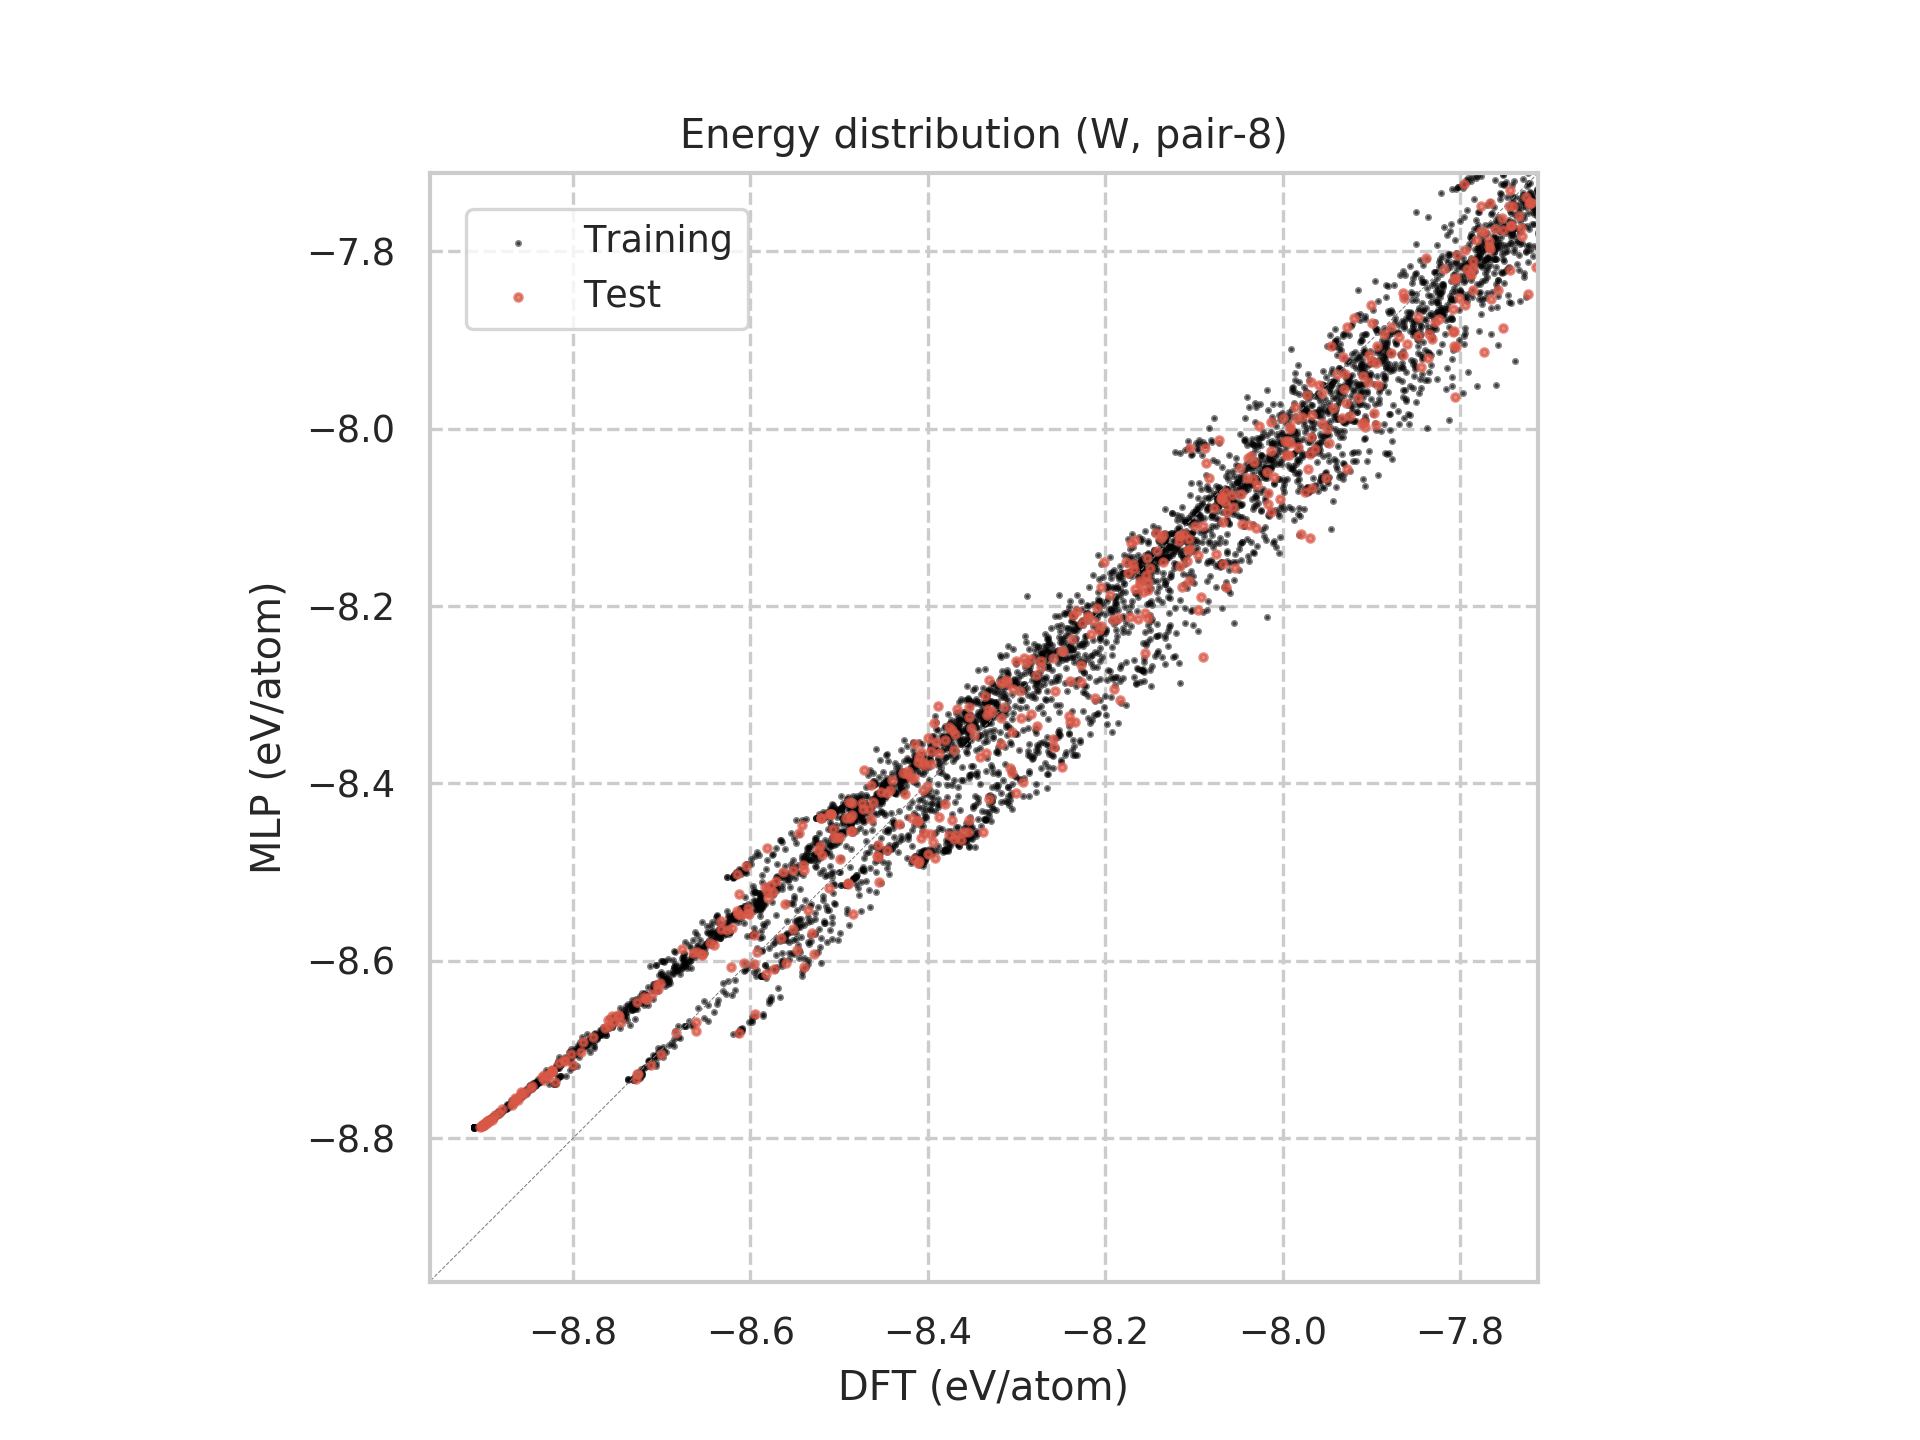 Energy distribution (W, pair-8)
Training
Test
MLP (eV/atom)
−7.8
−8.0
−8.2
−8.4
−8.6
−8.8
−8.8 −8.6 −8.4 −8.2 −8.0 −7.8
DFT (eV/atom)